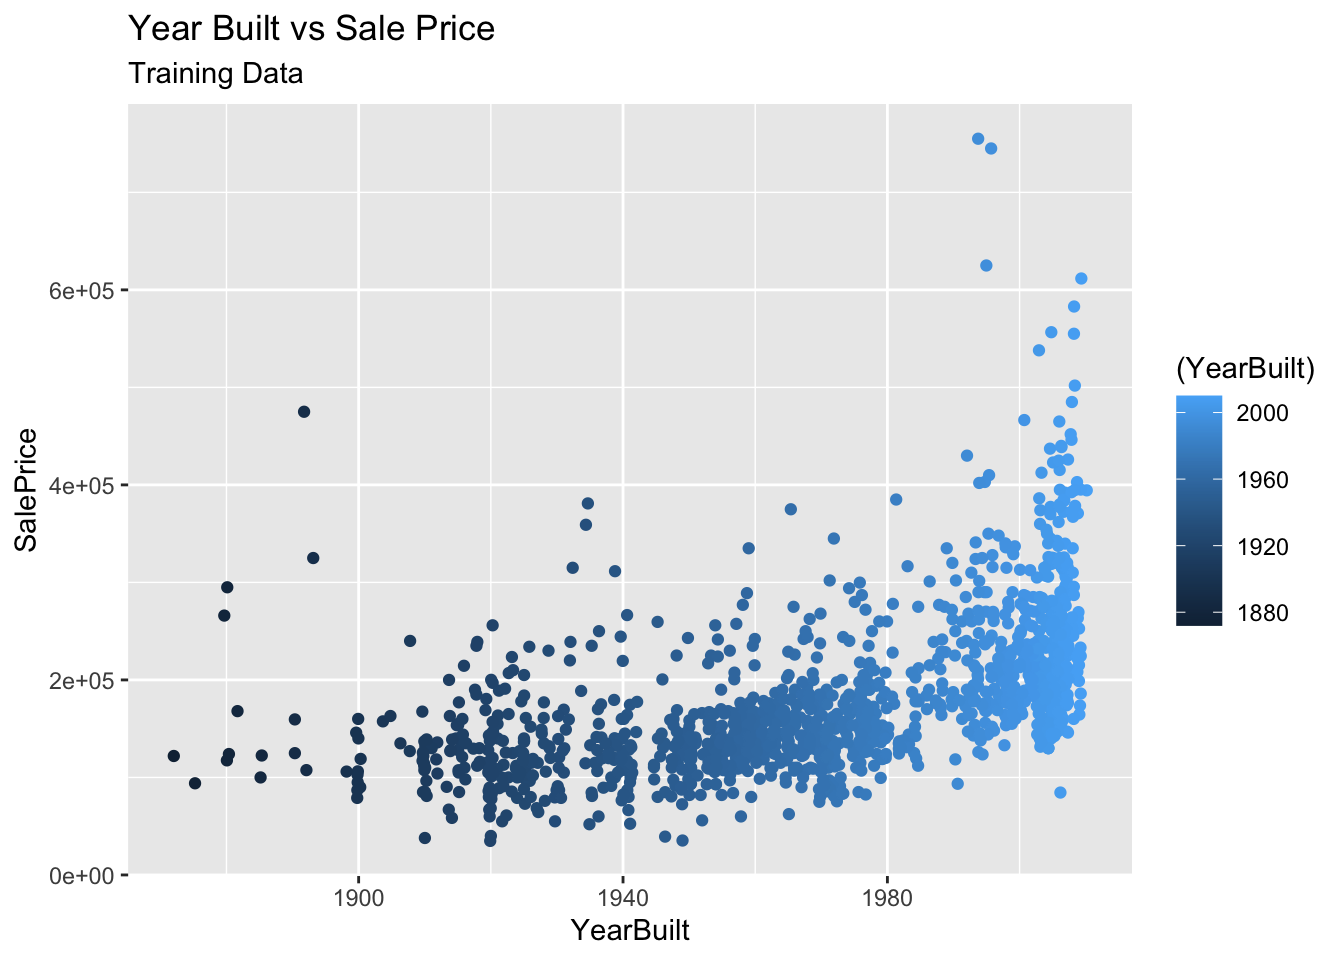 Year Built vs Sale Price
Training Data
SalePrice
6e+05
4e+05
2e+05
0e+00
1900
1940
1980
YearBuilt
(YearBuilt)
2000
1960
1920
1880